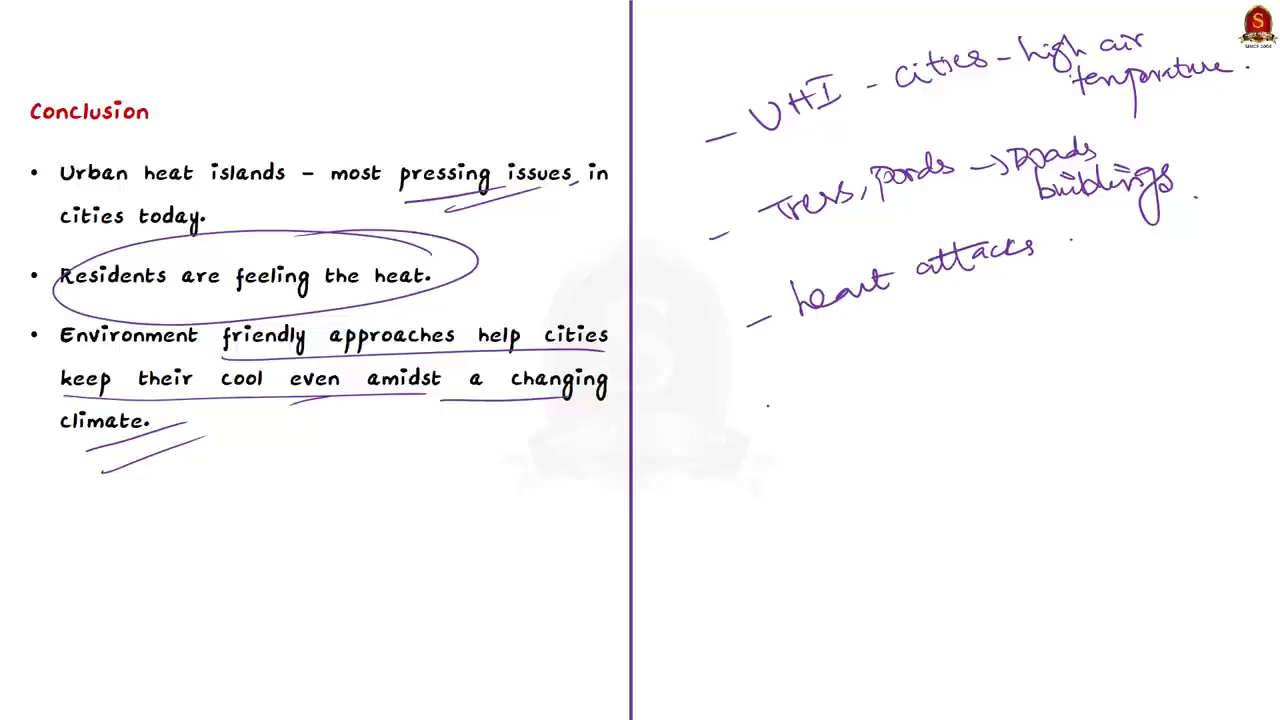 Conclusion
• Urban heat islands – most pressing issues in
cities today.
• Residents are feeling the heat.
• Environment friendly approaches help cities
keep their cool even amidst a changing
climate.
S
SINCE 2004
– UHI – cities – high air
temperature.
– Trees, ponds → Roads
buildings.
– heart attacks